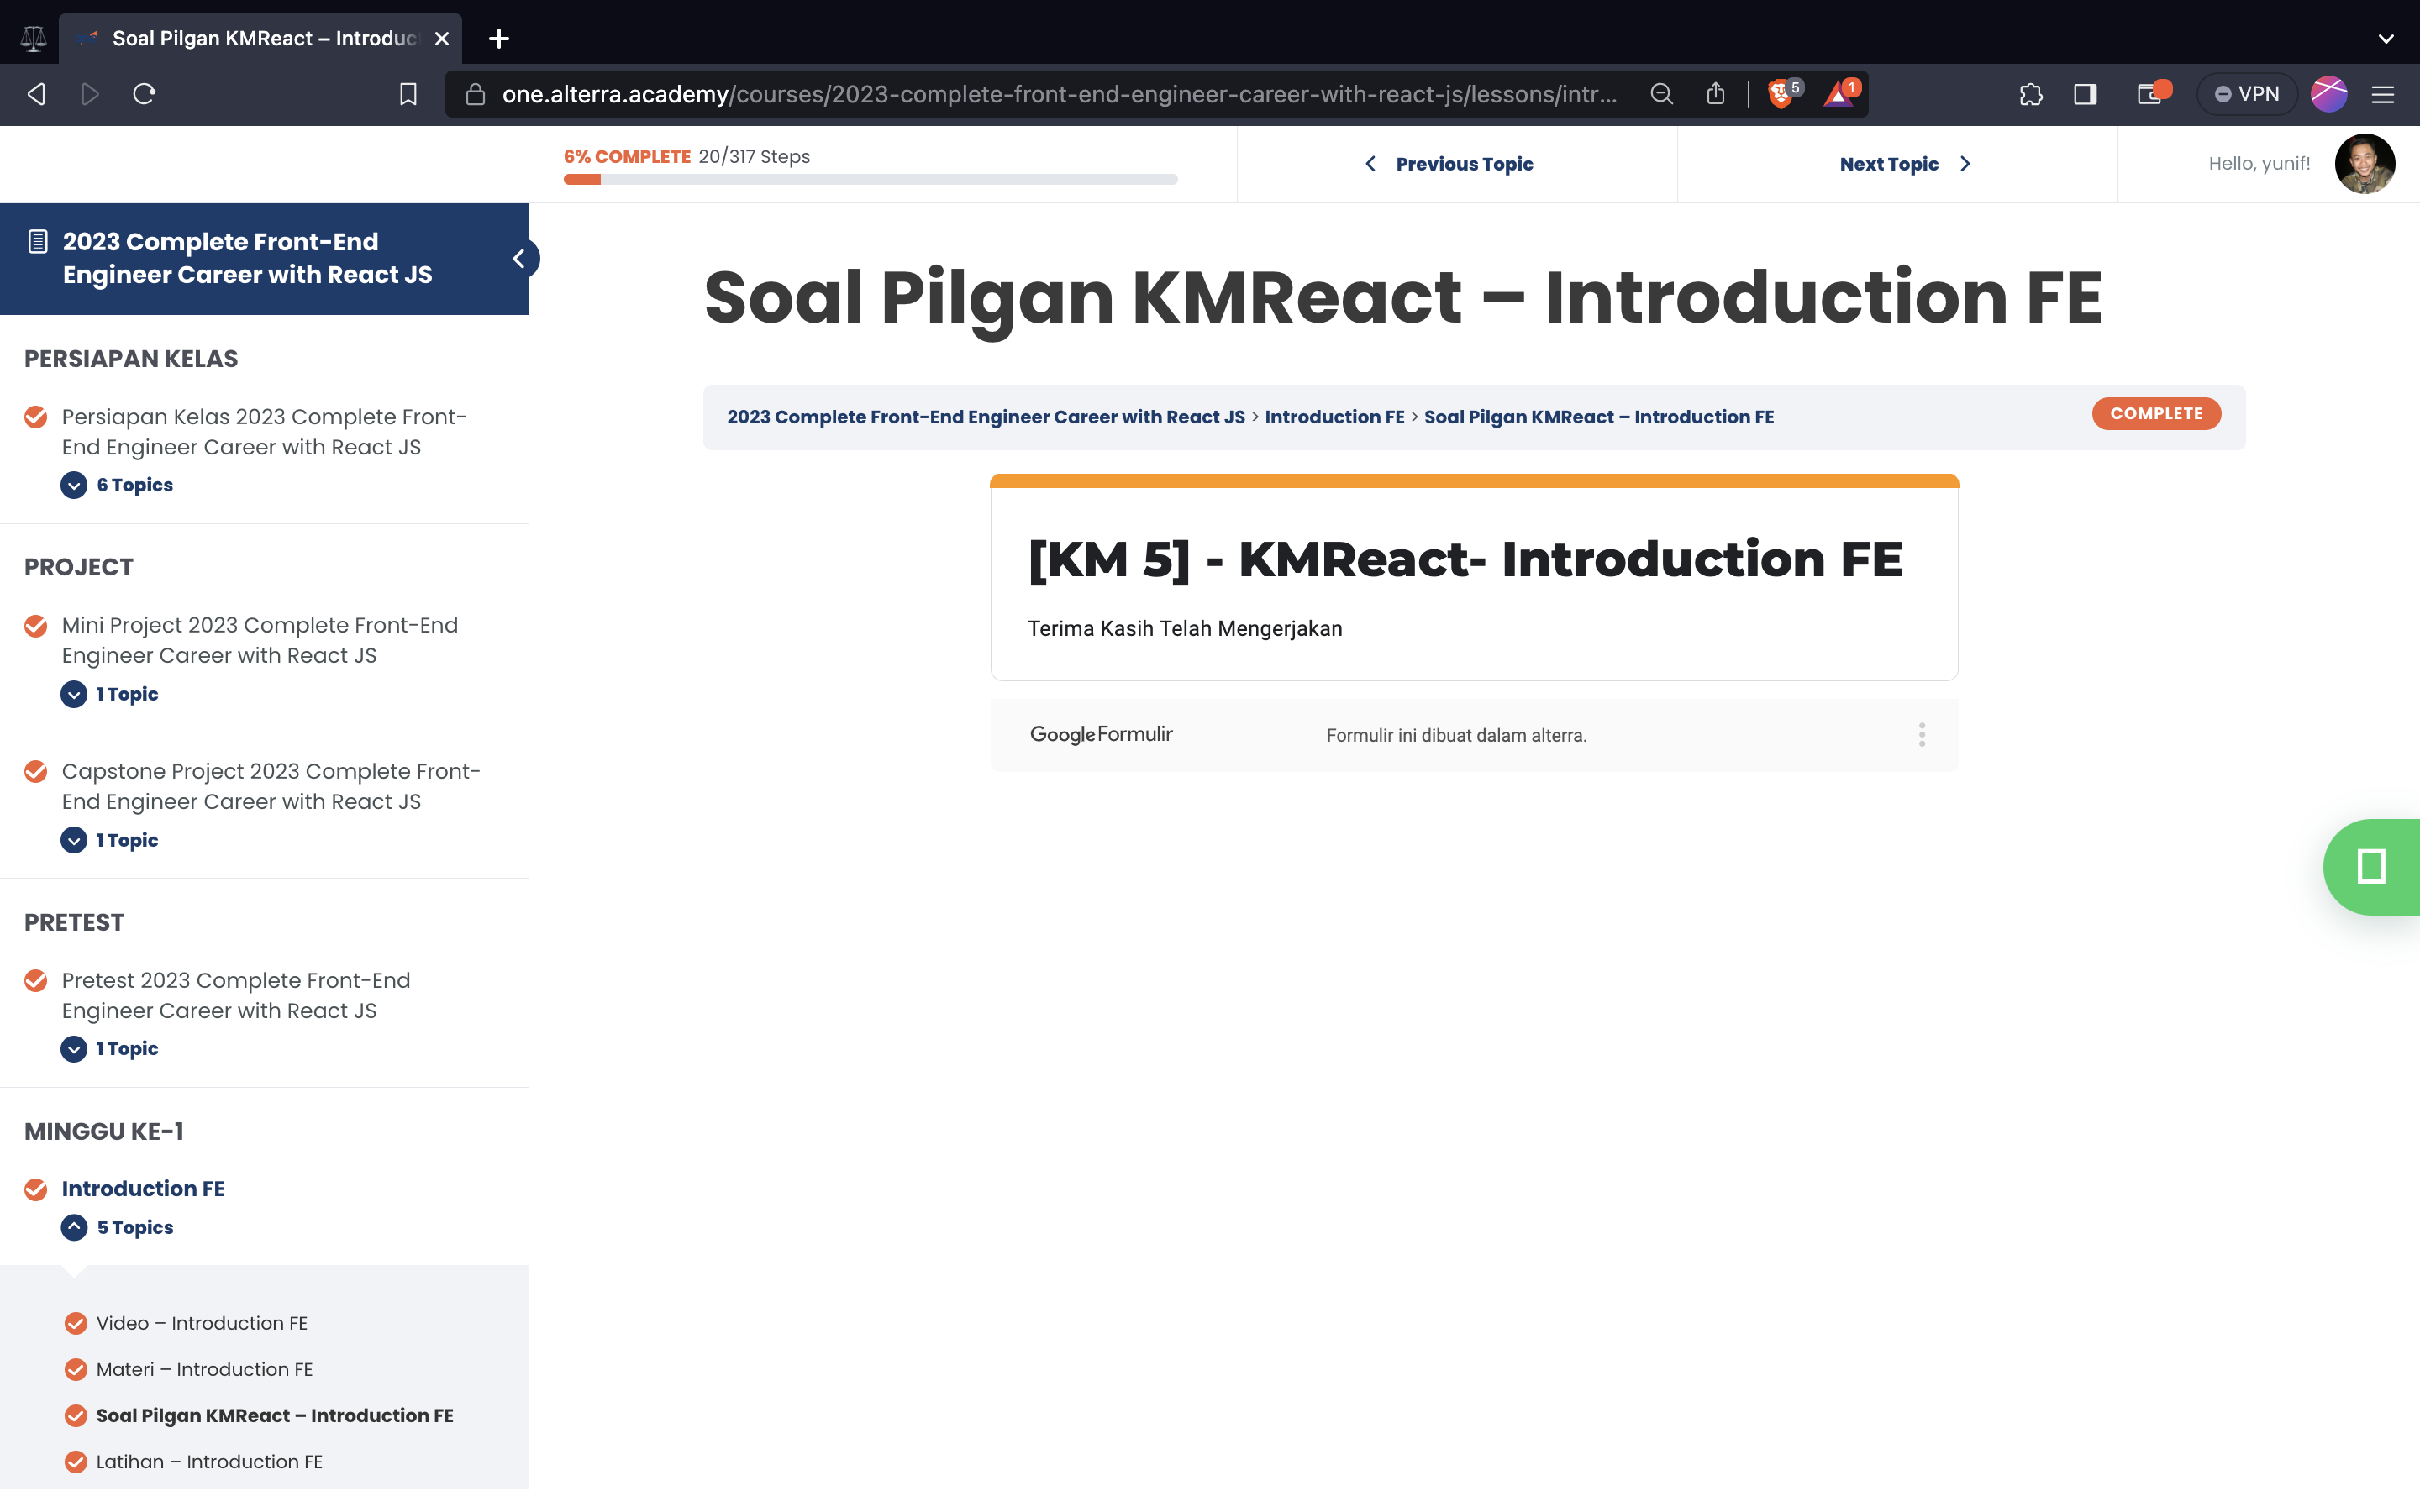 Soal Pilgan KMReact – Introduc
one.alterra.academy/courses/2023-complete-front-end-engineer-career-with-react-js/lessons/intr...
5
1
VPN
6% COMPLETE 20/317 Steps
Previous Topic
Next Topic
Hello, yunif!
2023 Complete Front-End
Engineer Career with React JS
PERSIAPAN KELAS
Persiapan Kelas 2023 Complete Front-
End Engineer Career with React JS
6 Topics
PROJECT
Mini Project 2023 Complete Front-End
Engineer Career with React JS
1 Topic
Capstone Project 2023 Complete Front-
End Engineer Career with React JS
1 Topic
PRETEST
Pretest 2023 Complete Front-End
Engineer Career with React JS
1 Topic
MINGGU KE-1
Introduction FE
5 Topics
Video – Introduction FE
Materi – Introduction FE
Soal Pilgan KMReact – Introduction FE
Latihan – Introduction FE
Soal Pilgan KMReact – Introduction FE
2023 Complete Front-End Engineer Career with React JS > Introduction FE > Soal Pilgan KMReact – Introduction FE
COMPLETE
[KM 5] - KMReact- Introduction FE
Terima Kasih Telah Mengerjakan
Google Formulir
Formulir ini dibuat dalam alterra.